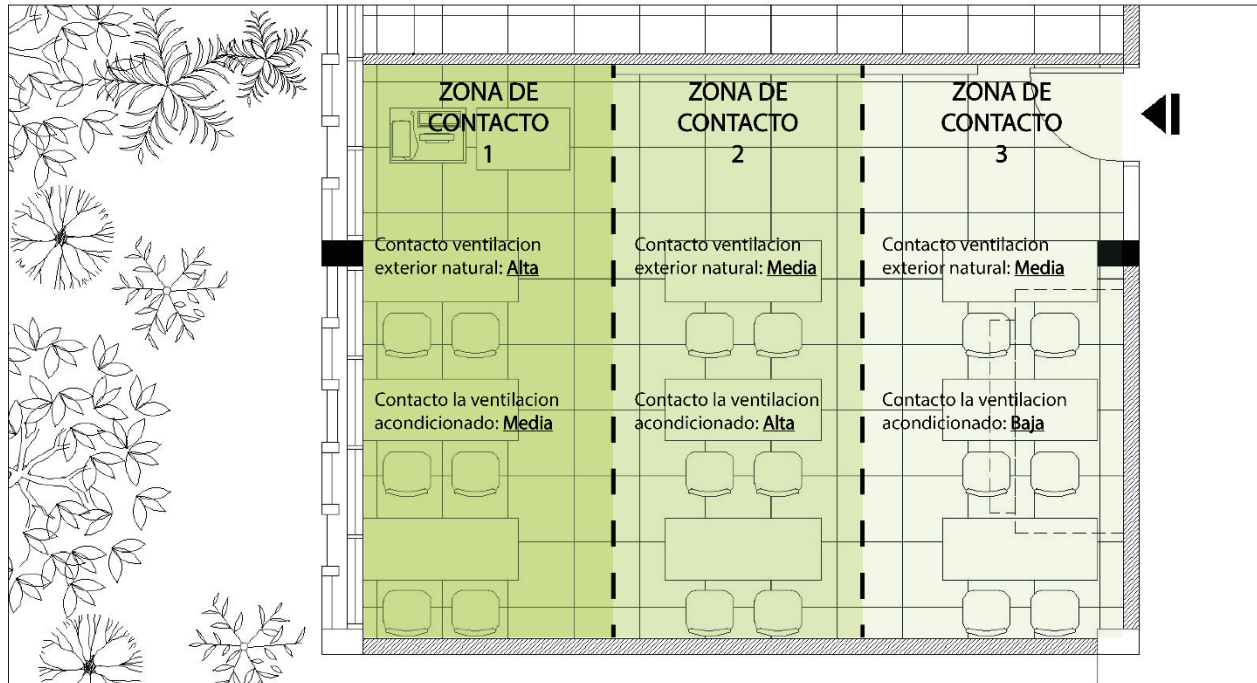 ZONA DE
CONTACTO
1
Contacto ventilacion
exterior natural: Alta
Contacto la ventilacion
acondicionado: Media
ZONA DE
CONTACTO
2
Contacto ventilacion
exterior natural: Media
Contacto la ventilacion
acondicionado: Alta
ZONA DE
CONTACTO
3
Contacto ventilacion
exterior natural: Media
Contacto la ventilacion
acondicionado: Baja